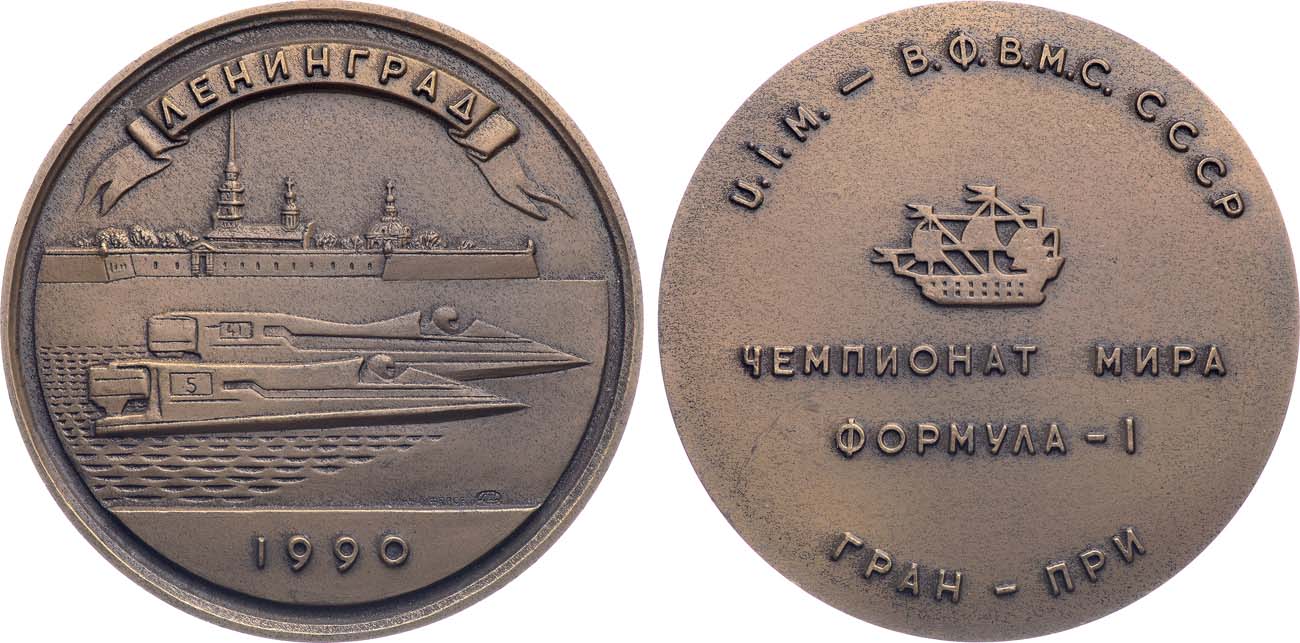 ЛЕНИНГРАД
41
5
1990
U.I.M. – В.Ф.В.М.С. СССР
ЧЕМПИОНАТ МИРА
ФОРМУЛА-1
ГРАН-ПРИ